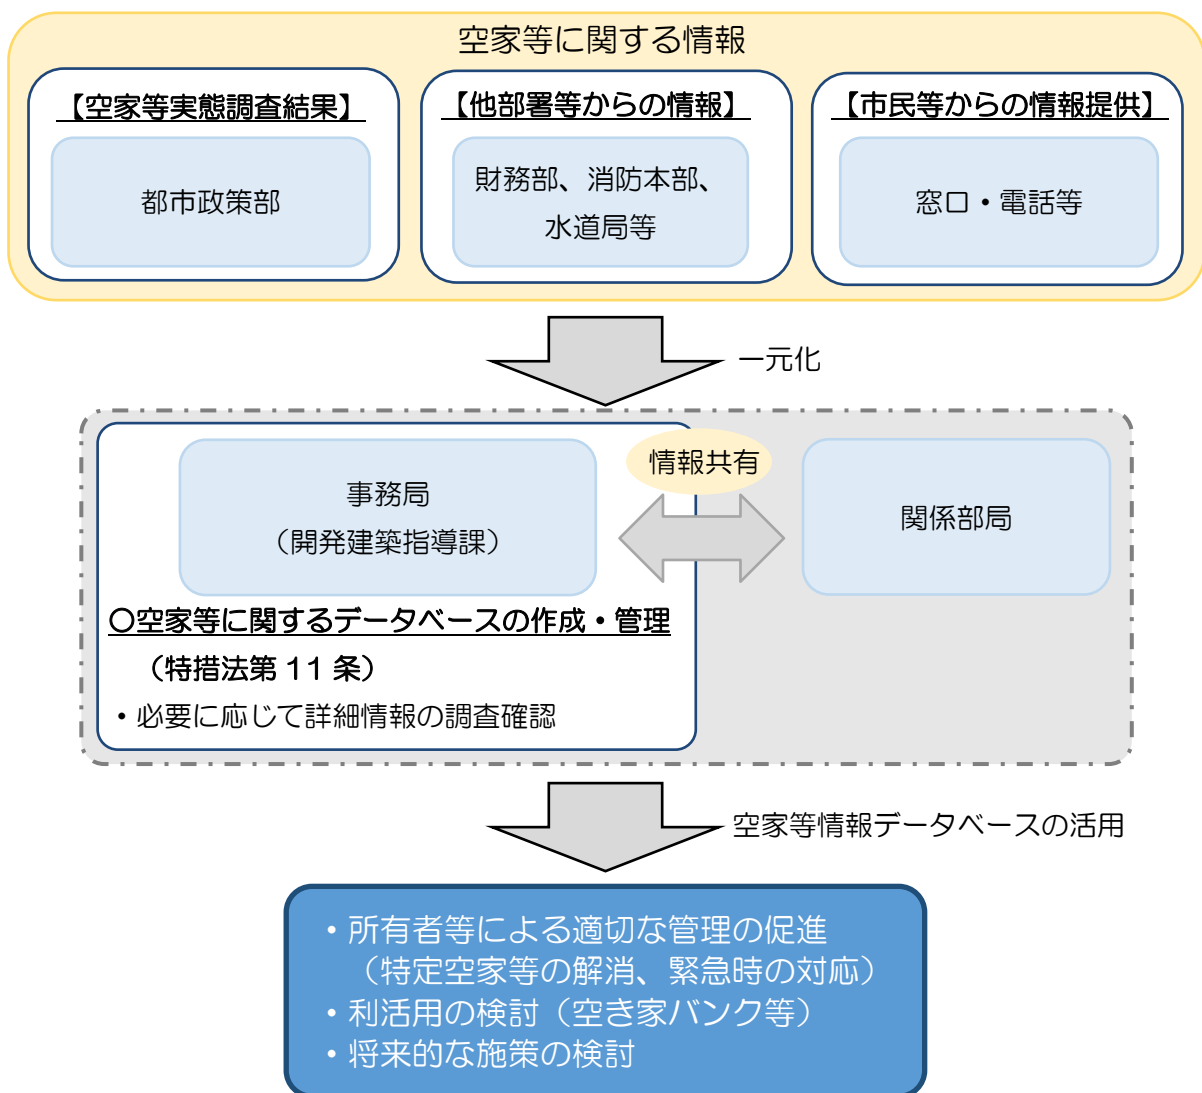 空家等に関する情報
【空家等実態調査結果】
都市政策部
【他部署等からの情報】
財務部、消防本部、
水道局等
【市民等からの情報提供】
窓口・電話等
一元化
事務局
（開発建築指導課）
情報共有
関係部局
〇空家等に関するデータベースの作成・管理
（特措法第 11 条）
・必要に応じて詳細情報の調査確認
空家等情報データベースの活用
・所有者等による適切な管理の促進
（特定空家等の解消、緊急時の対応）
・利活用の検討（空き家バンク等）
・将来的な施策の検討